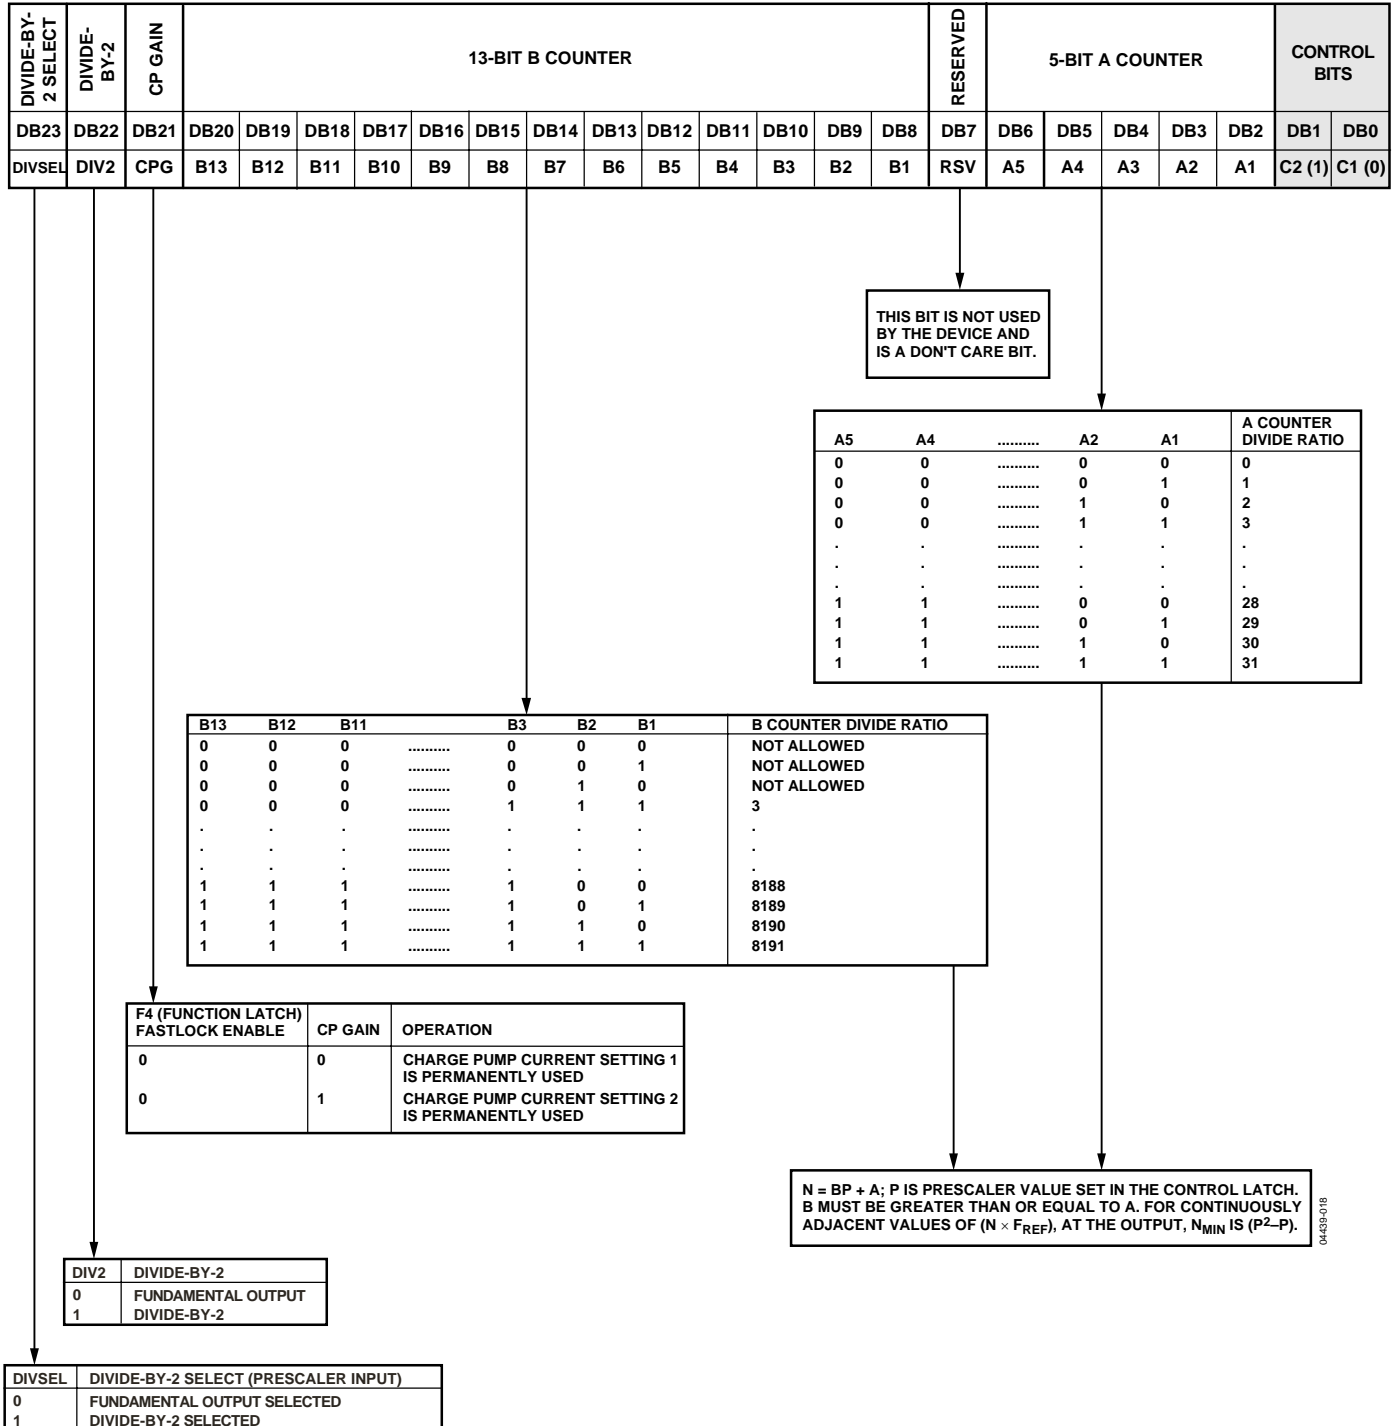 DIVIDE-BY-
2 SELECT
DIVIDE-
BY-2
CP GAIN
13-BIT B COUNTER
RESERVED
5-BIT A COUNTER
CONTROL
BITS
DB23 DB22 DB21 DB20 DB19 DB18 DB17 DB16 DB15 DB14 DB13 DB12 DB11 DB10 DB9 DB8 DB7 DB6 DB5 DB4 DB3 DB2 DB1 DB0
DIVSEL DIV2 CPG B13 B12 B11 B10 B9 B8 B7 B6 B5 B4 B3 B2 B1 RSV A5 A4 A3 A2 A1 C2 (1) C1 (0)
THIS BIT IS NOT USED
BY THE DEVICE AND
IS A DON'T CARE BIT.
A COUNTER
A5 A4 .......... A2 A1 DIVIDE RATIO
0 0 .......... 0 0 0
0 0 .......... 0 1 1
0 0 .......... 1 0 2
0 0 .......... 1 1 3
. . .......... . . .
. . .......... . . .
. . .......... . . .
1 1 .......... 0 0 28
1 1 .......... 0 1 29
1 1 .......... 1 0 30
1 1 .......... 1 1 31
B13 B12 B11 B3 B2 B1 B COUNTER DIVIDE RATIO
0 0 0 .......... 0 0 0 NOT ALLOWED
0 0 0 .......... 0 0 1 NOT ALLOWED
0 0 0 .......... 0 1 0 NOT ALLOWED
0 0 0 .......... 1 1 1 3
. . . .......... . . . .
. . . .......... . . . .
. . . .......... . . . .
1 1 1 .......... 1 0 0 8188
1 1 1 .......... 1 0 1 8189
1 1 1 .......... 1 1 0 8190
1 1 1 .......... 1 1 1 8191
F4 (FUNCTION LATCH)
FASTLOCK ENABLE CP GAIN OPERATION
0 0 CHARGE PUMP CURRENT SETTING 1
IS PERMANENTLY USED
0 1 CHARGE PUMP CURRENT SETTING 2
IS PERMANENTLY USED
N = BP + A; P IS PRESCALER VALUE SET IN THE CONTROL LATCH.
B MUST BE GREATER THAN OR EQUAL TO A. FOR CONTINUOUSLY
ADJACENT VALUES OF (N × FREF), AT THE OUTPUT, NMIN IS (P²–P).
04439-018
DIV2 DIVIDE-BY-2
0 FUNDAMENTAL OUTPUT
1 DIVIDE-BY-2
DIVSEL DIVIDE-BY-2 SELECT (PRESCALER INPUT)
0 FUNDAMENTAL OUTPUT SELECTED
1 DIVIDE-BY-2 SELECTED